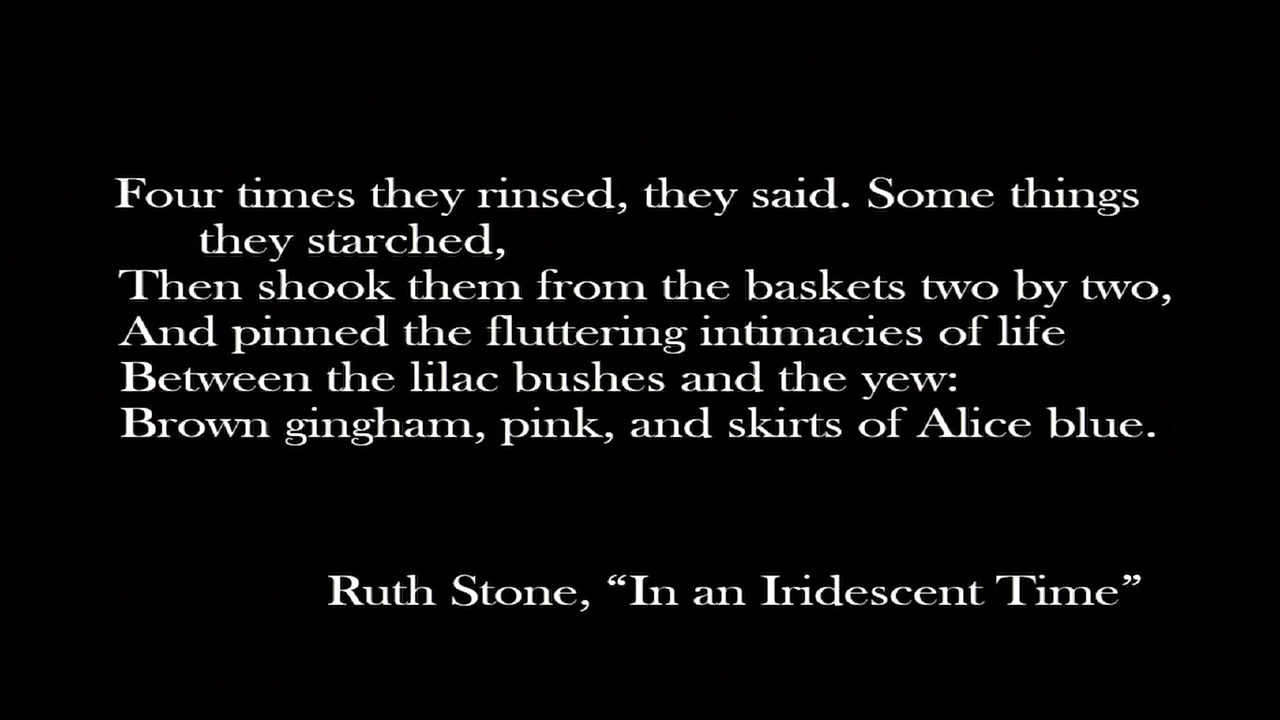 Four times they rinsed, they said. Some things
they starched,
Then shook them from the baskets two by two,
And pinned the fluttering intimacies of life
Between the lilac bushes and the yew:
Brown gingham, pink, and skirts of Alice blue.
Ruth Stone, “In an Iridescent Time”